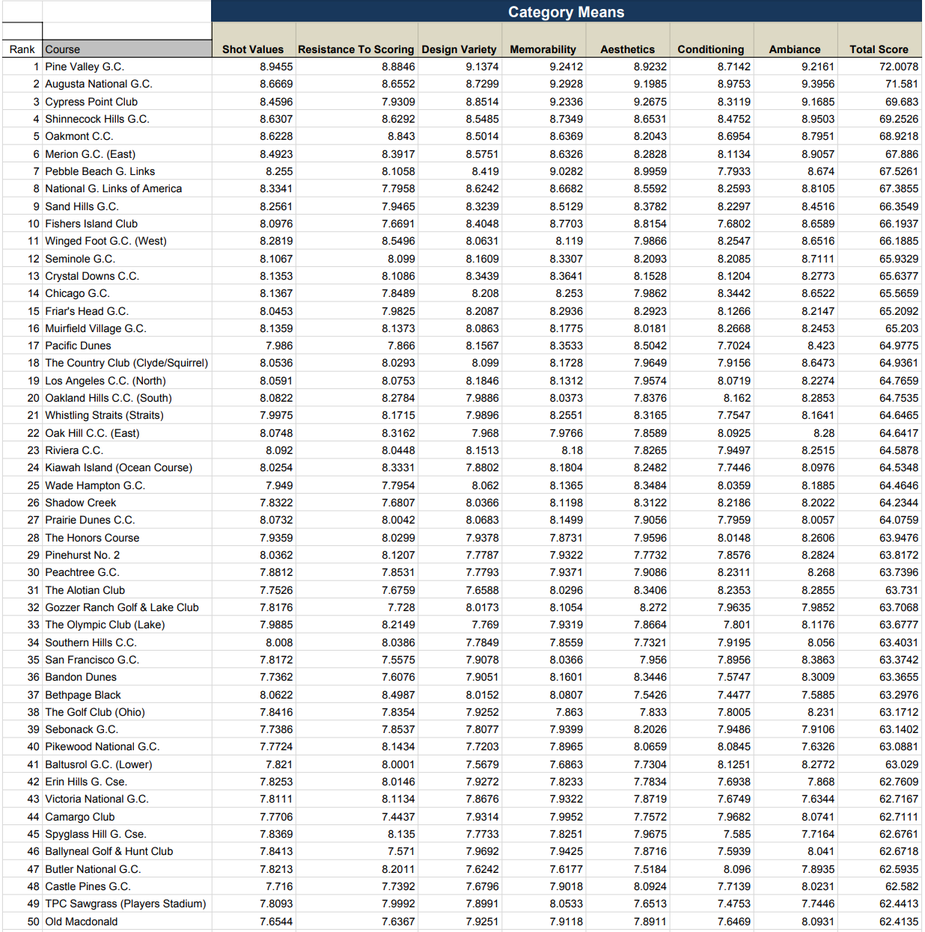 Category Means
Rank Course Shot Values Resistance To Scoring Design Variety Memorability Aesthetics Conditioning Ambiance Total Score
1 Pine Valley G.C. 8.9455 8.8846 9.1374 9.2412 8.9232 8.7142 9.2161 72.0078
2 Augusta National G.C. 8.6669 8.6552 8.7299 9.2928 9.1985 8.9753 9.3956 71.581
3 Cypress Point Club 8.4596 7.9309 8.8514 9.2336 9.2675 8.3119 9.1685 69.683
4 Shinnecock Hills G.C. 8.6307 8.6292 8.5485 8.7349 8.6531 8.4752 8.9503 69.2526
5 Oakmont C.C. 8.6228 8.843 8.5014 8.6369 8.2043 8.6954 8.7951 68.9218
6 Merion G.C. (East) 8.4923 8.3917 8.5751 8.6326 8.2828 8.1134 8.9057 67.886
7 Pebble Beach G. Links 8.255 8.1058 8.419 9.0282 8.9959 7.7933 8.674 67.5261
8 National G. Links of America 8.3341 7.7958 8.6242 8.6682 8.5592 8.2593 8.8105 67.3855
9 Sand Hills G.C. 8.2561 7.9465 8.3239 8.5129 8.3782 8.2297 8.4516 66.3549
10 Fishers Island Club 8.0976 7.6691 8.4048 8.7703 8.8154 7.6802 8.6589 66.1937
11 Winged Foot G.C. (West) 8.2819 8.5496 8.0631 8.119 7.9866 8.2547 8.6516 66.1885
12 Seminole G.C. 8.1067 8.099 8.1609 8.3307 8.2093 8.2085 8.7111 65.9329
13 Crystal Downs C.C. 8.1353 8.1086 8.3439 8.3641 8.1528 8.1204 8.2773 65.6377
14 Chicago G.C. 8.1367 7.8489 8.208 8.253 7.9862 8.3442 8.6522 65.5659
15 Friar's Head G.C. 8.0453 7.9825 8.2087 8.2936 8.2923 8.1266 8.2147 65.2092
16 Muirfield Village G.C. 8.1359 8.1373 8.0863 8.1775 8.0181 8.2668 8.2453 65.203
17 Pacific Dunes 7.986 7.866 8.1567 8.3533 8.5042 7.7024 8.423 64.9775
18 The Country Club (Clyde/Squirrel) 8.0536 8.0293 8.099 8.1728 7.9649 7.9156 8.6473 64.9361
19 Los Angeles C.C. (North) 8.0591 8.0753 8.1846 8.1312 7.9574 8.0719 8.2274 64.7659
20 Oakland Hills C.C. (South) 8.0822 8.2784 7.9886 8.0373 7.8376 8.162 8.2853 64.7535
21 Whistling Straits (Straits) 7.9975 8.1715 7.9896 8.2551 8.3165 7.7547 8.1641 64.6465
22 Oak Hill C.C. (East) 8.0748 8.3162 7.968 7.9766 7.8589 8.0925 8.28 64.6417
23 Riviera C.C. 8.092 8.0448 8.1513 8.18 7.8265 7.9497 8.2515 64.5878
24 Kiawah Island (Ocean Course) 8.0254 8.3331 7.8802 8.1804 8.2482 7.7446 8.0976 64.5348
25 Wade Hampton G.C. 7.949 7.7954 8.062 8.1365 8.3484 8.0359 8.1885 64.4646
26 Shadow Creek 7.8322 7.6807 8.0366 8.1198 8.3122 8.2186 8.2022 64.2344
27 Prairie Dunes C.C. 8.0732 8.0042 8.0683 8.1499 7.9056 7.7959 8.0057 64.0759
28 The Honors Course 7.9359 8.0299 7.9378 7.8731 7.9596 8.0148 8.2606 63.9476
29 Pinehurst No. 2 8.0362 8.1207 7.7787 7.9322 7.7732 7.8576 8.2824 63.8172
30 Peachtree G.C. 7.8812 7.8531 7.7793 7.9371 7.9086 8.2311 8.268 63.7396
31 The Alotian Club 7.7526 7.6759 7.6588 8.0296 8.3406 8.2353 8.2855 63.731
32 Gozzer Ranch Golf & Lake Club 7.8176 7.728 8.0173 8.1054 8.272 7.9635 7.9852 63.7068
33 The Olympic Club (Lake) 7.9885 8.2149 7.769 7.9319 7.8664 7.801 8.1176 63.6777
34 Southern Hills C.C. 8.008 8.0386 7.7849 7.8559 7.7321 7.9195 8.056 63.4031
35 San Francisco G.C. 7.8172 7.5575 7.9078 8.0366 7.956 7.8956 8.3863 63.3742
36 Bandon Dunes 7.7362 7.6076 7.9051 8.1601 8.3446 7.5747 8.3009 63.3655
37 Bethpage Black 8.0622 8.4987 8.0152 8.0807 7.5426 7.4477 7.5885 63.2976
38 The Golf Club (Ohio) 7.8416 7.8354 7.9252 7.863 7.833 7.8005 8.231 63.1712
39 Sebonack G.C. 7.7386 7.8537 7.8077 7.9399 8.2026 7.9486 7.9106 63.1402
40 Pikewood National G.C. 7.7724 8.1434 7.7203 7.8965 8.0659 8.0845 7.6326 63.0881
41 Baltusrol G.C. (Lower) 7.821 8.0001 7.5679 7.6863 7.7304 8.1251 8.2772 63.029
42 Erin Hills G. Cse. 7.8253 8.0146 7.9272 7.8233 7.7834 7.6938 7.868 62.7609
43 Victoria National G.C. 7.8111 8.1134 7.8676 7.9322 7.8719 7.6749 7.6344 62.7167
44 Camargo Club 7.7706 7.4437 7.9314 7.9952 7.7572 7.9682 8.0741 62.7111
45 Spyglass Hill G. Cse. 7.8369 8.135 7.7733 7.8251 7.9675 7.585 7.7164 62.6761
46 Ballyneal Golf & Hunt Club 7.8413 7.571 7.9692 7.9425 7.8716 7.5939 8.041 62.6718
47 Butler National G.C. 7.8213 8.2011 7.6242 7.6177 7.5184 8.096 7.8935 62.5935
48 Castle Pines G.C. 7.716 7.7392 7.6796 7.9018 8.0924 7.7139 8.0231 62.582
49 TPC Sawgrass (Players Stadium) 7.8093 7.9992 7.8991 8.0533 7.6513 7.4753 7.7446 62.4413
50 Old Macdonald 7.6544 7.6367 7.9251 7.9118 7.8911 7.6469 8.0931 62.4135